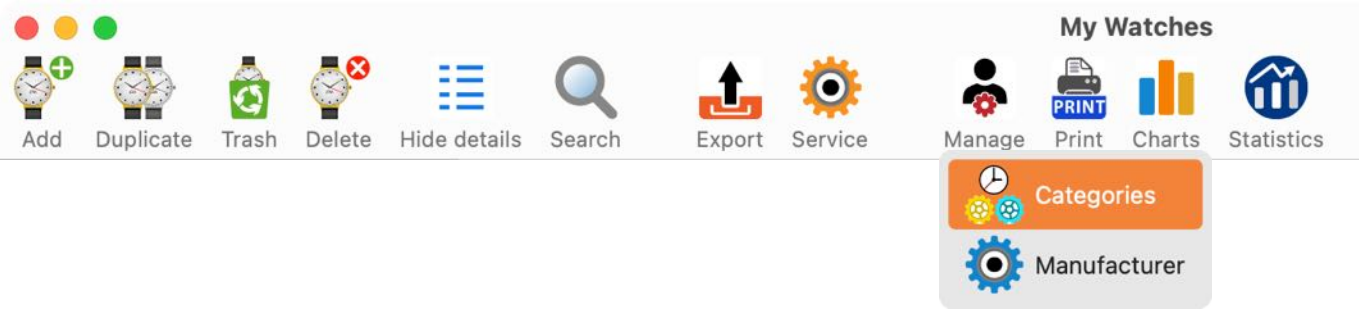 My Watches
PRINT
Add Duplicate Trash Delete Hide details Search Export Service Manage Print Charts Statistics
Categories
Manufacturer